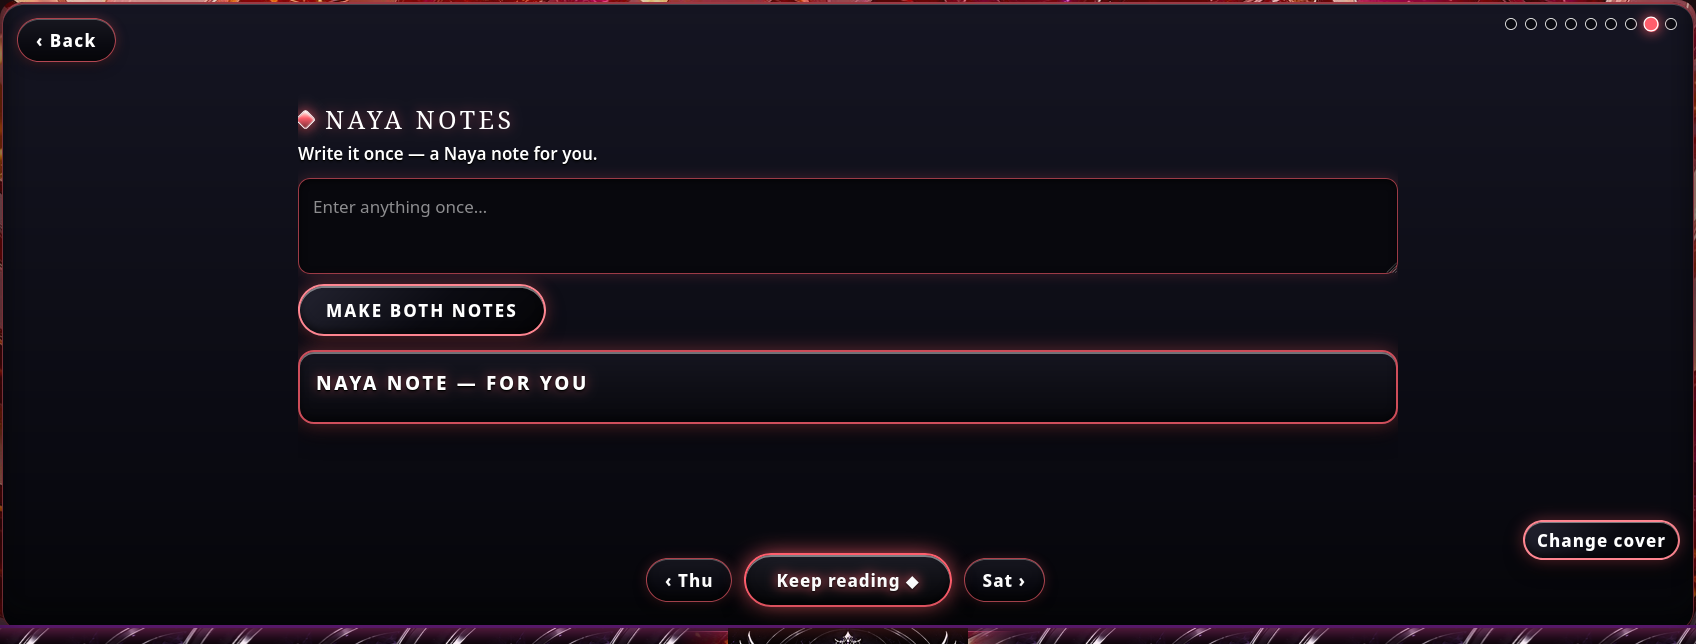 ‹ Back
NAYA NOTES
Write it once — a Naya note for you.
Enter anything once...
MAKE BOTH NOTES
NAYA NOTE — FOR YOU
Change cover
‹ Thu
Keep reading ◆
Sat ›